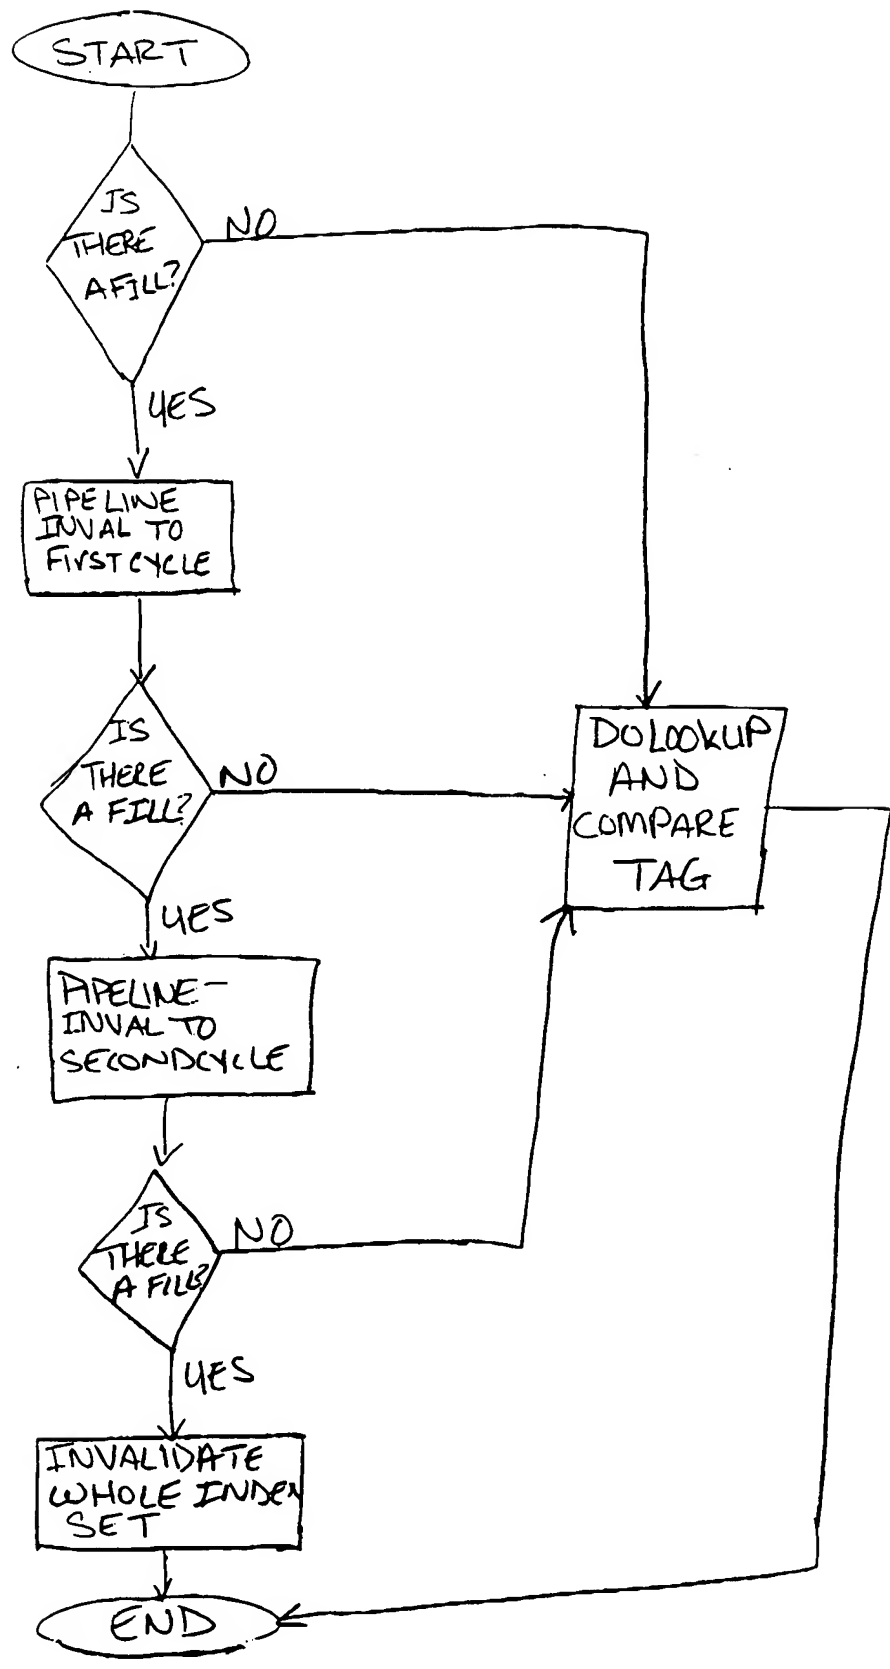 START
IS
THERE
A FILL?
NO
YES
PIPELINE
INVAL TO
FIRST CYCLE
IS
THERE
A FILL?
NO
DO LOOKUP
AND
COMPARE
TAG
YES
PIPELINE-
INVAL TO
SECOND CYCLE
IS
THERE
A FILL?
NO
YES
INVALIDATE
WHOLE INDEX
SET
END